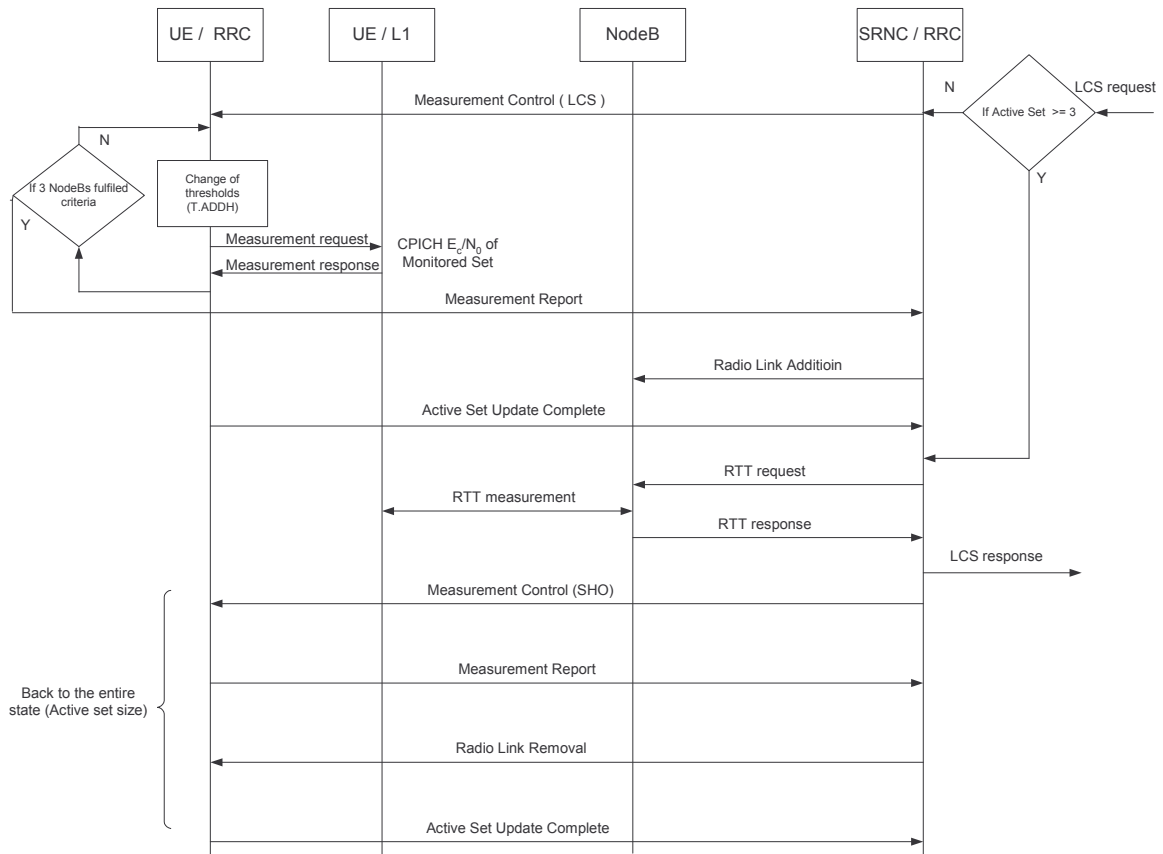 UE / RRC
UE / L1
NodeB
SRNC / RRC
LCS request
N
Measurement Control ( LCS )
If Active Set >= 3
N
Y
If 3 NodeBs fulfiled
criteria
Y
Change of
thresholds
(T.ADDH)
Measurement request
CPICH Ec/N0 of
Monitored Set
Measurement response
Measurement Report
Radio Link Additioin
Active Set Update Complete
RTT request
RTT measurement
RTT response
LCS response
Measurement Control (SHO)
Measurement Report
Back to the entire
state (Active set size)
Radio Link Removal
Active Set Update Complete